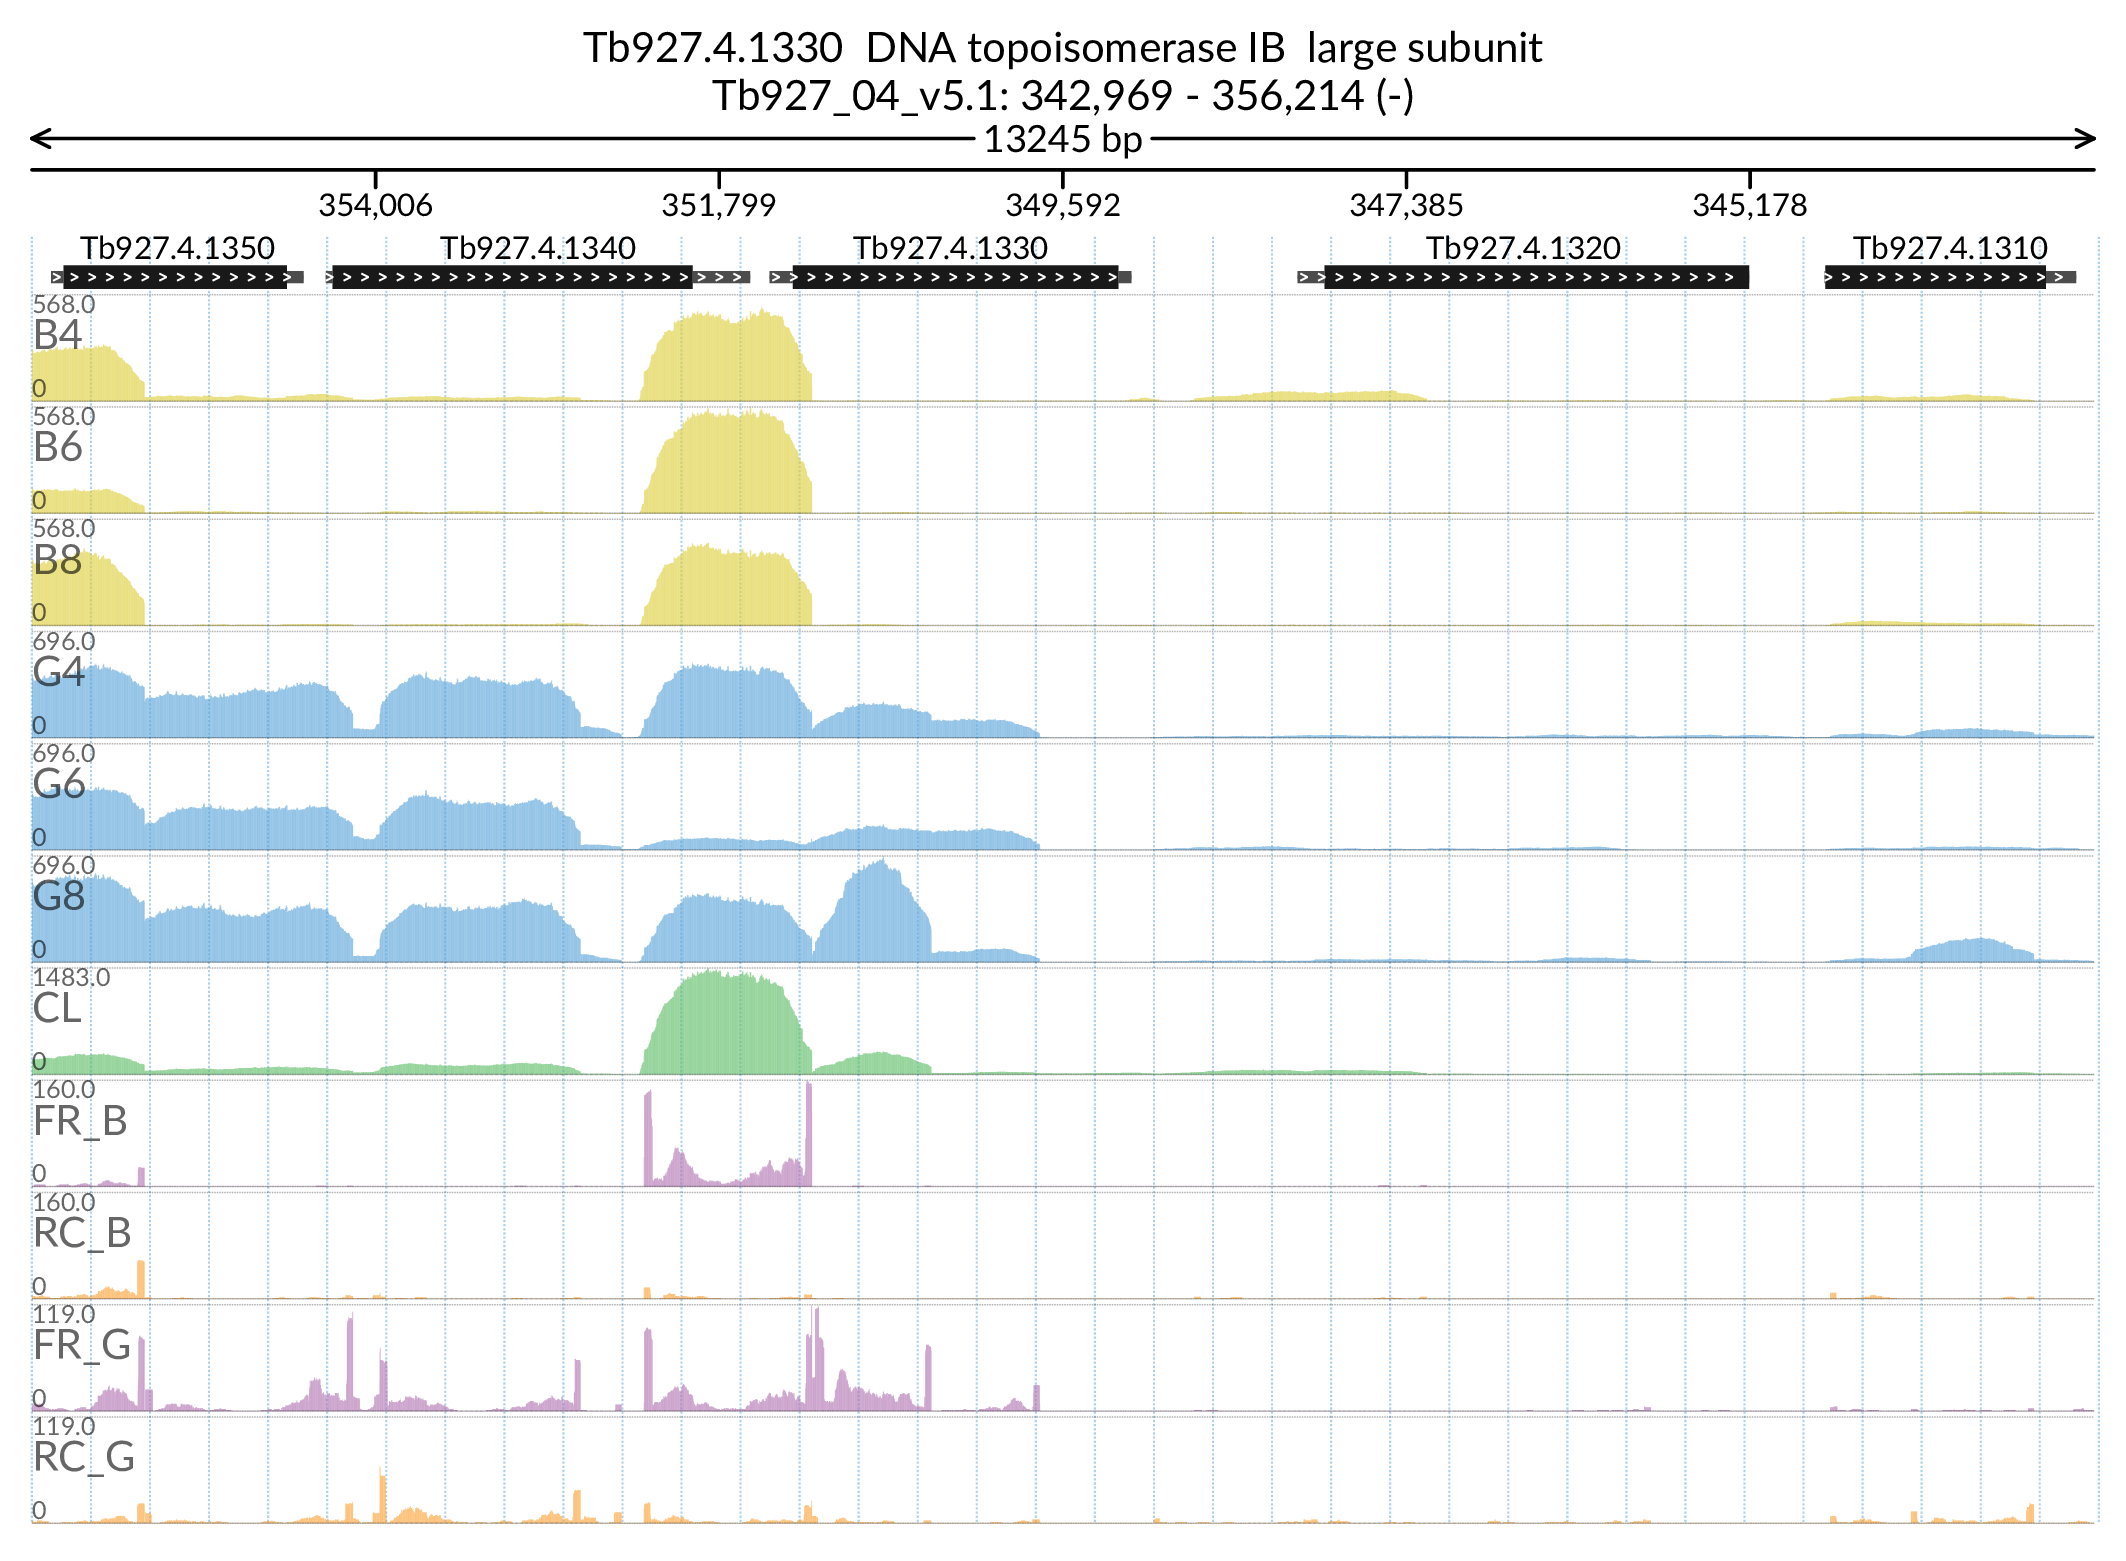 Tb927.4.1330  DNA topoisomerase IB  large subunit
Tb927_04_v5.1: 342,969 - 356,214 (-)
13245 bp
354,006 351,799 349,592 347,385 345,178
Tb927.4.1350 Tb927.4.1340 Tb927.4.1330 Tb927.4.1320 Tb927.4.1310
568.0
B4
0
568.0
B6
0
568.0
B8
0
696.0
G4
0
696.0
G6
0
696.0
G8
0
1483.0
CL
0
160.0
FR_B
0
160.0
RC_B
0
119.0
FR_G
0
119.0
RC_G
0